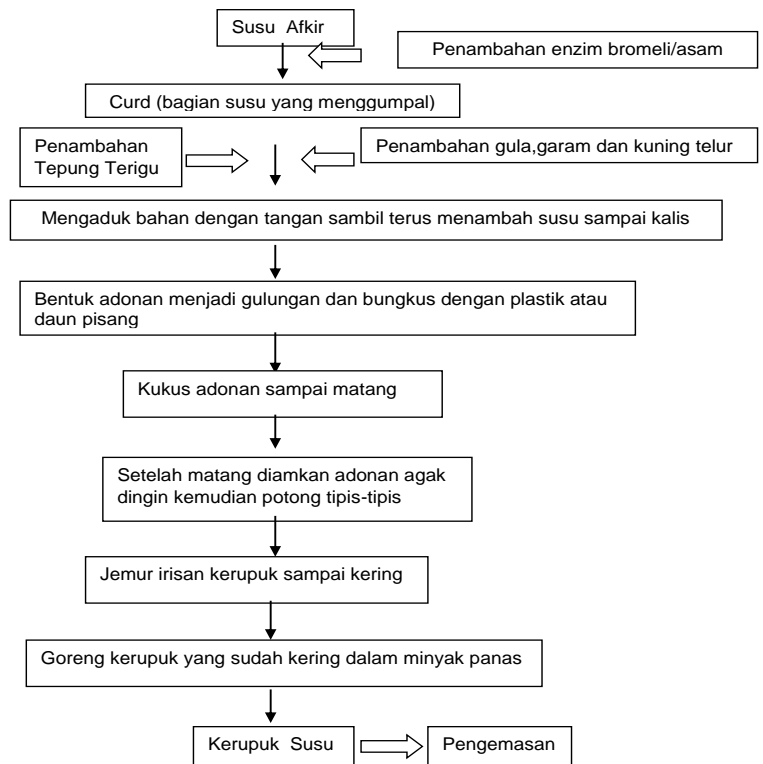 Susu Afkir
Penambahan enzim bromeli/asam
Curd (bagian susu yang menggumpal)
Penambahan
Tepung Terigu
Penambahan gula,garam dan kuning telur
Mengaduk bahan dengan tangan sambil terus menambah susu sampai kalis
Bentuk adonan menjadi gulungan dan bungkus dengan plastik atau
daun pisang
Kukus adonan sampai matang
Setelah matang diamkan adonan agak
dingin kemudian potong tipis-tipis
Jemur irisan kerupuk sampai kering
Goreng kerupuk yang sudah kering dalam minyak panas
Kerupuk Susu
Pengemasan